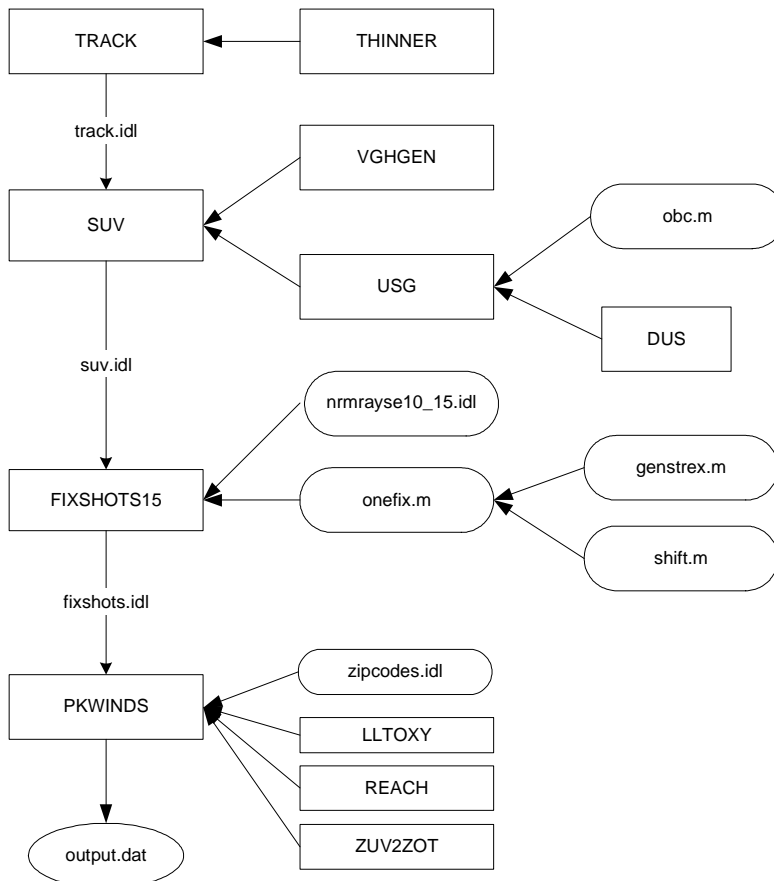 TRACK
THINNER
track.idl
VGHGEN
SUV
obc.m
USG
DUS
suv.idl
nrmrayse10_15.idl
genstrex.m
FIXSHOTS15
onefix.m
shift.m
fixshots.idl
zipcodes.idl
PKWINDS
LLTOXY
REACH
ZUV2ZOT
output.dat